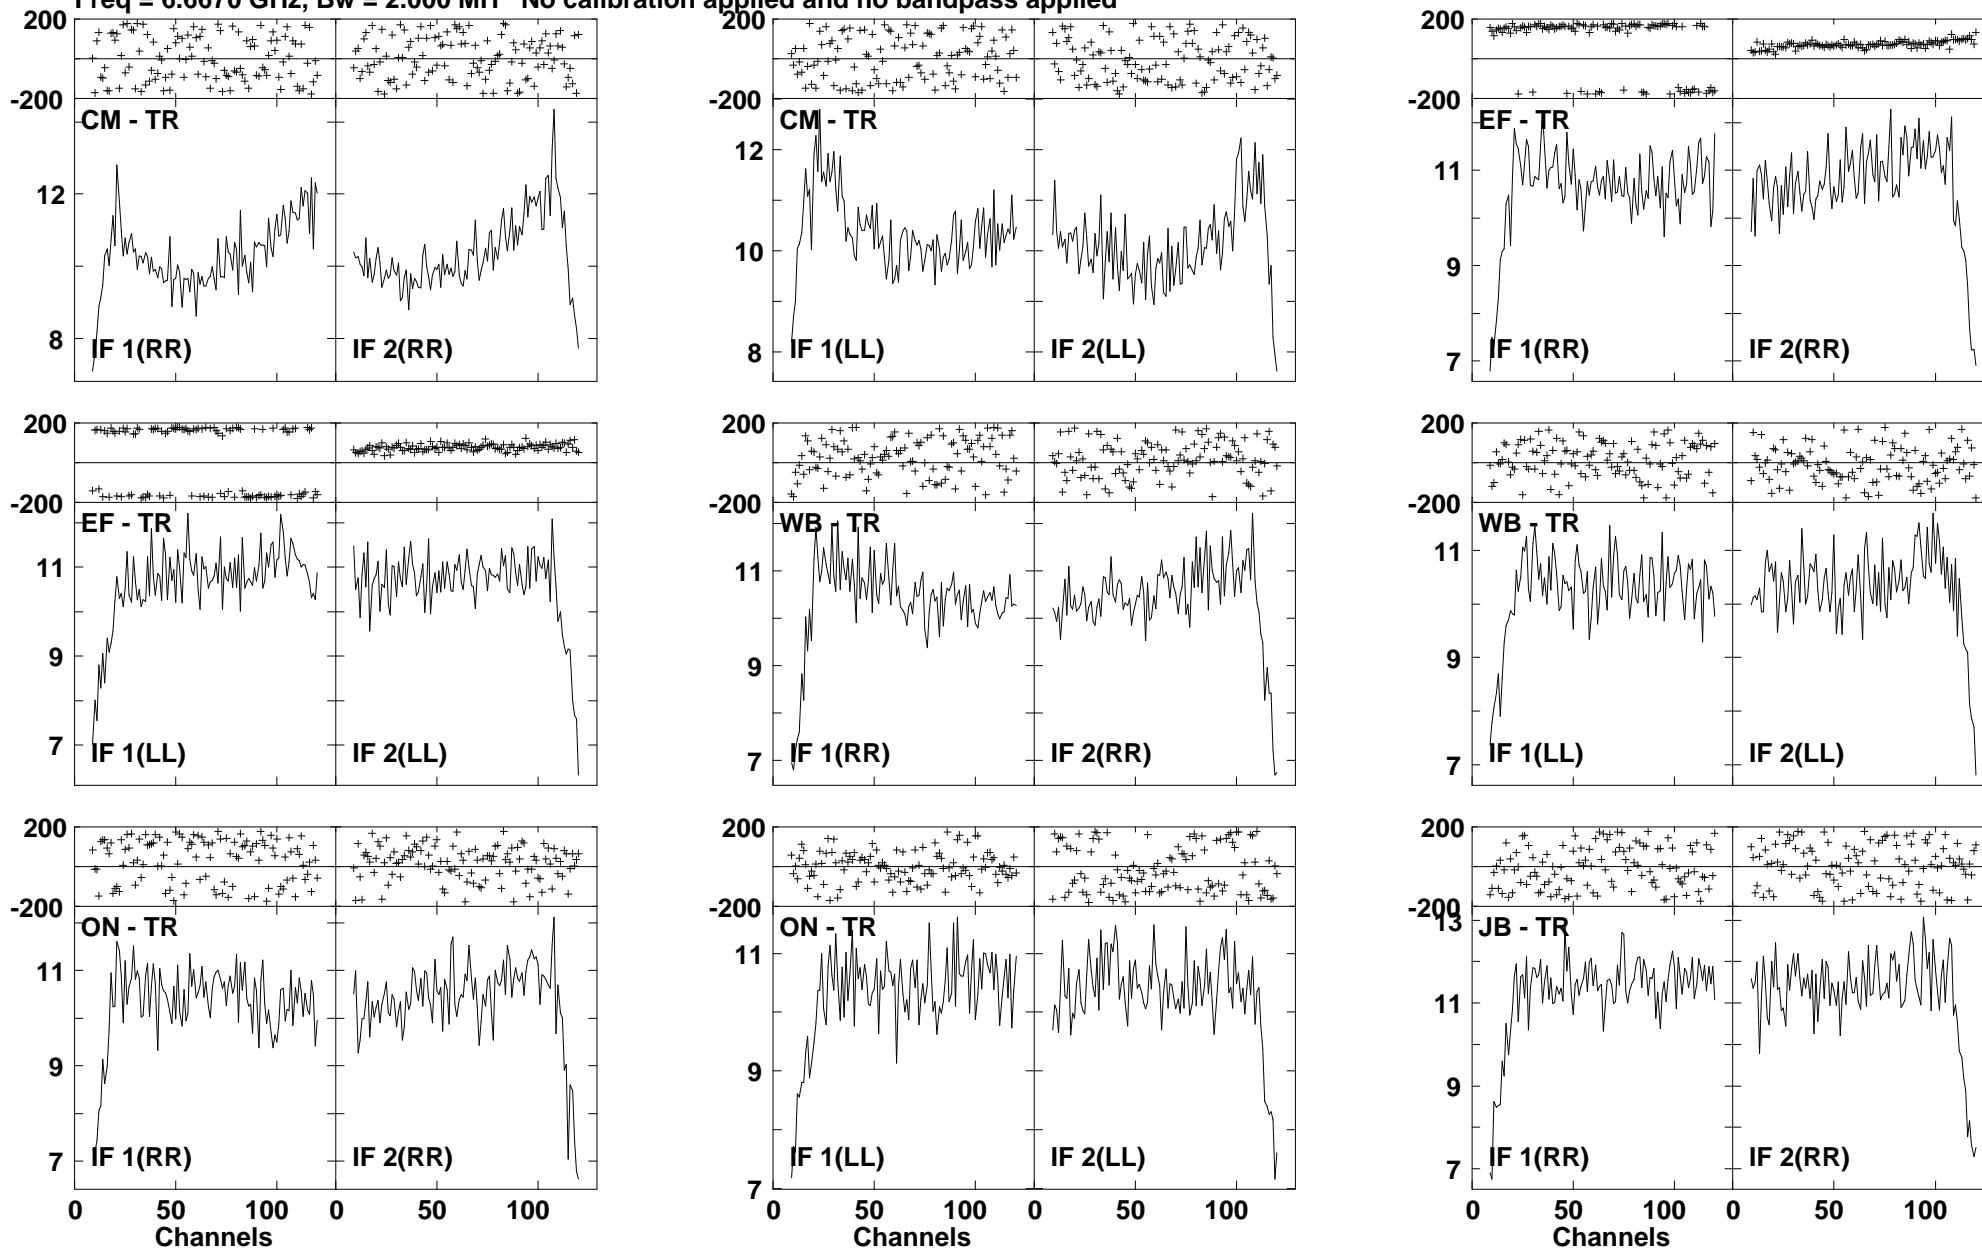 Freq = 6.6670 GHz, Bw = 2.000 MH No calibration applied and no bandpass applied
200
-200
CM - TR
12
8
IF 1(RR)
IF 2(RR)
200
-200
CM - TR
12
10
8
IF 1(LL)
IF 2(LL)
200
-200
EF - TR
11
9
7
IF 1(RR)
IF 2(RR)
200
-200
EF - TR
11
9
7
IF 1(LL)
IF 2(LL)
200
-200
WB - TR
11
9
7
IF 1(RR)
IF 2(RR)
200
-200
WB - TR
11
9
7
IF 1(LL)
IF 2(LL)
200
-200
ON - TR
11
9
7
IF 1(RR)
IF 2(RR)
0 50 100 0 50 100
Channels
200
-200
ON - TR
11
9
7
IF 1(LL)
IF 2(LL)
0 50 100 0 50 100
Channels
200
-200
13
JB - TR
11
9
7
IF 1(RR)
IF 2(RR)
0 50 100 0 50 100
Channels